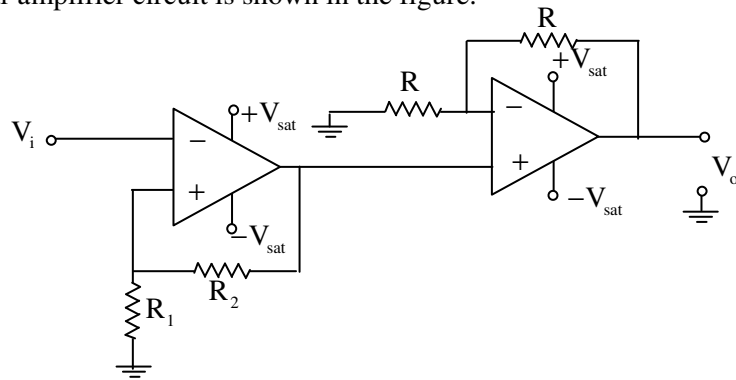 r amplifier circuit is shown in the figure.
R
+V_sat
R
−
+
V_i
+V_sat
−
+
−V_sat
V_o
−V_sat
R_2
R_1